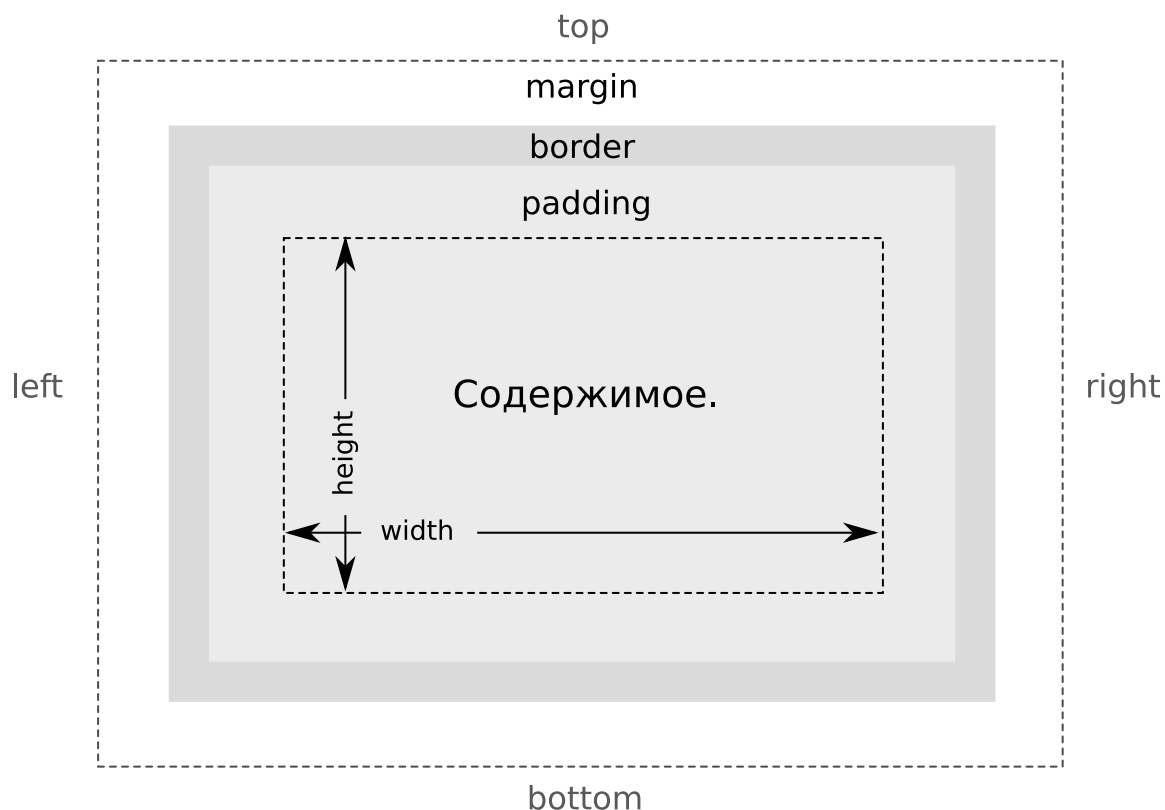 top
margin
border
padding
left
Содержимое.
right
height
width
bottom